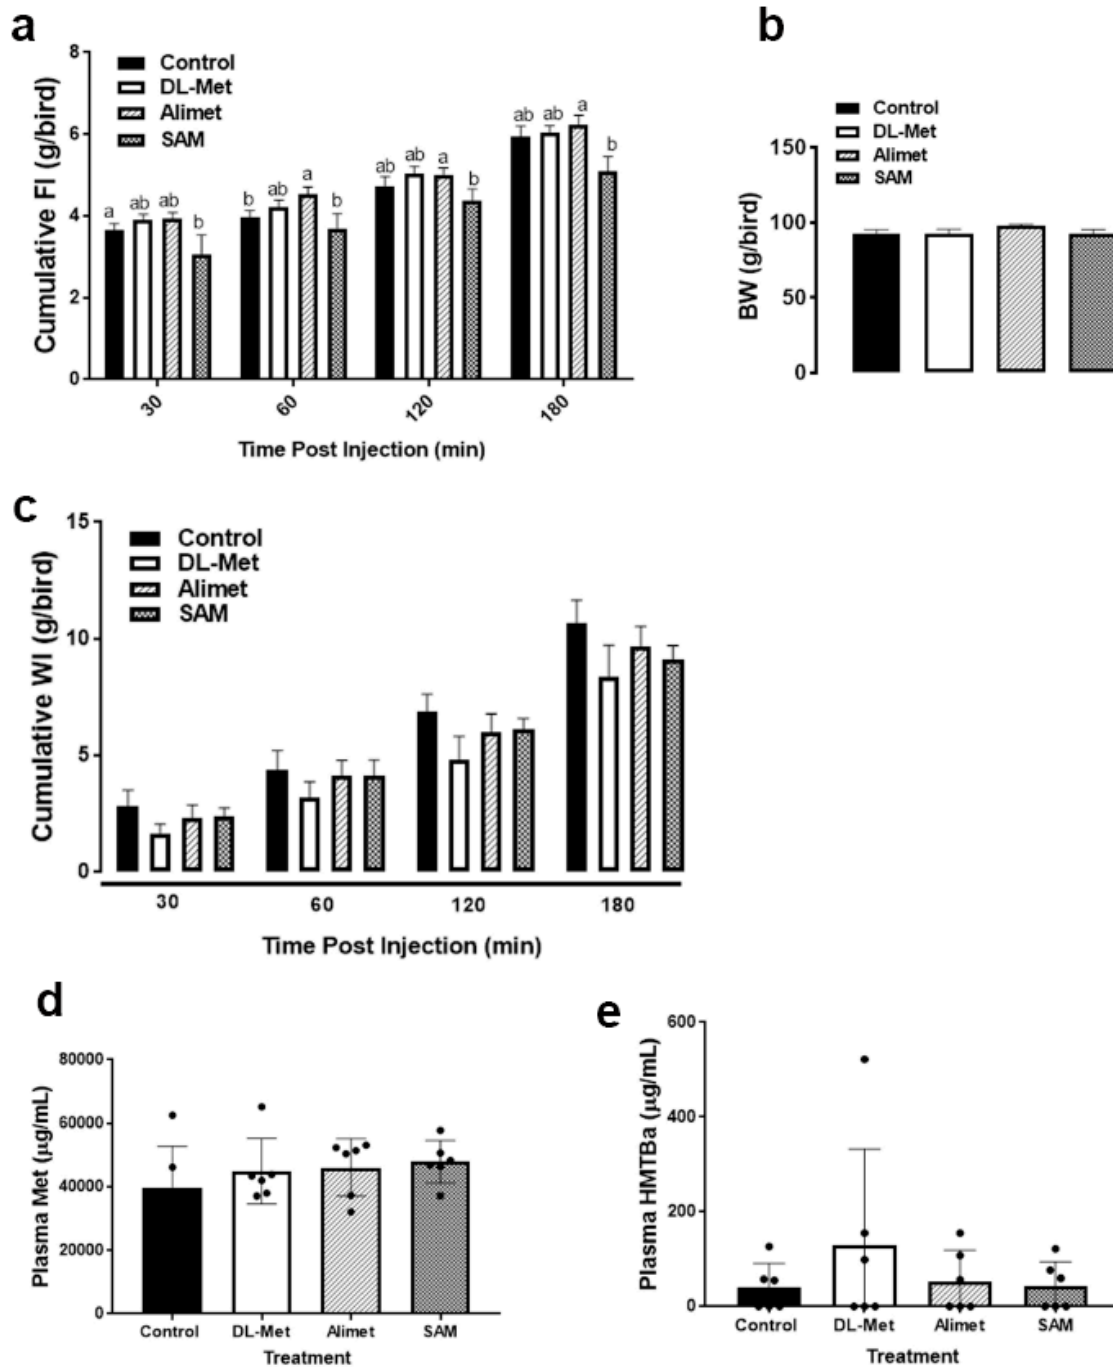 a
8
6
4
2
0
Cumulative FI (g/bird)
Control
DL-Met
Alimet
SAM
a ab ab b
b ab a b
ab ab a b
ab ab a b
30 60 120 180
Time Post Injection (min)
b
Control
DL-Met
Alimet
SAM
150
100
50
0
BW (g/bird)
c
15
10
5
0
Cumulative WI (g/bird)
Control
DL-Met
Alimet
SAM
30 60 120 180
Time Post Injection (min)
d
80000
60000
40000
20000
0
Plasma Met (μg/mL)
Control DL-Met Alimet SAM
Treatment
e
600
400
200
0
Plasma HMTBa (μg/mL)
Control DL-Met Alimet SAM
Treatment